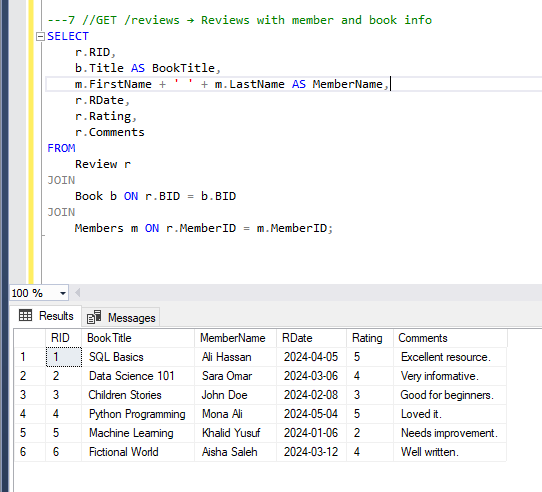 ---7 //GET /reviews → Reviews with member and book info
SELECT
r.RID,
b.Title AS BookTitle,
m.FirstName + ' ' + m.LastName AS MemberName,
r.RDate,
r.Rating,
r.Comments
FROM
Review r
JOIN
Book b ON r.BID = b.BID
JOIN
Members m ON r.MemberID = m.MemberID;
100 %
Results Messages
RID BookTitle MemberName RDate Rating Comments
1 1 SQL Basics Ali Hassan 2024-04-05 5 Excellent resource.
2 2 Data Science 101 Sara Omar 2024-03-06 4 Very informative.
3 3 Children Stories John Doe 2024-02-08 3 Good for beginners.
4 4 Python Programming Mona Ali 2024-05-04 5 Loved it.
5 5 Machine Learning Khalid Yusuf 2024-01-06 2 Needs improvement.
6 6 Fictional World Aisha Saleh 2024-03-12 4 Well written.